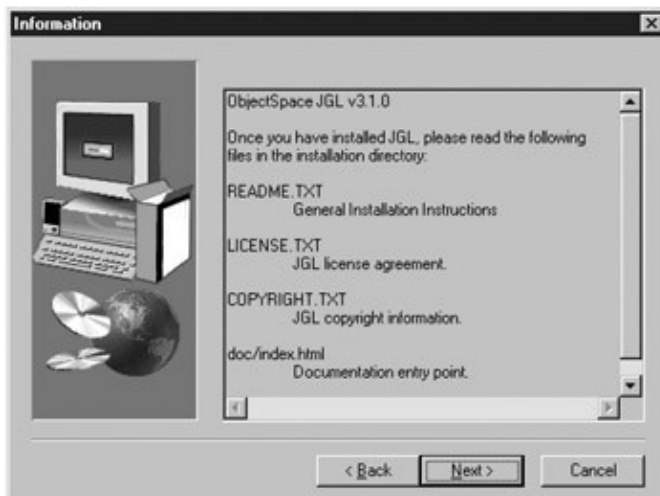 Information
ObjectSpace JGL v3.1.0
Once you have installed JGL, please read the following
files in the installation directory:
README.TXT
General Installation Instructions
LICENSE.TXT
JGL license agreement.
COPYRIGHT.TXT
JGL copyright information.
doc/index.html
Documentation entry point.
< Back
Next >
Cancel